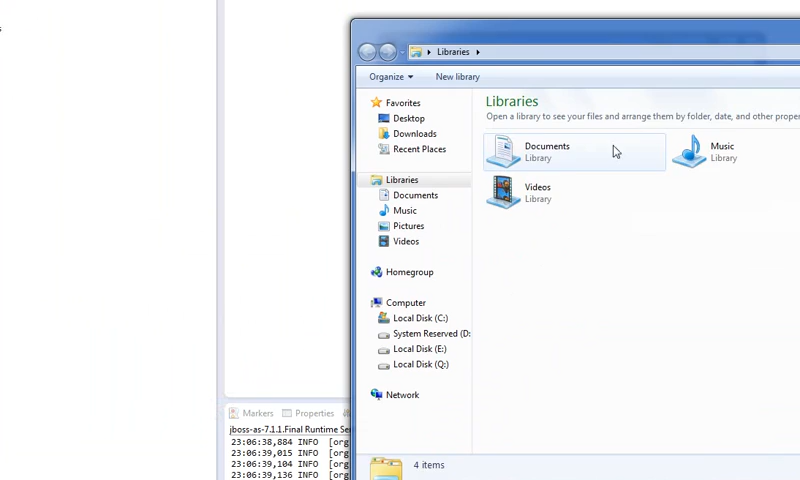 s
Libraries
Organize
New library
Favorites
Desktop
Downloads
Recent Places
Libraries
Documents
Music
Pictures
Videos
Homegroup
Computer
Local Disk (C:)
System Reserved (D:
Local Disk (E:)
Local Disk (Q:)
Network
Libraries
Open a library to see your files and arrange them by folder, date, and other proper
Documents
Library
Music
Library
Videos
Library
4 items
Markers
Properties
jboss-as-7.1.1.Final Runtime Se
23:06:38,884 INFO [org
23:06:39,015 INFO [org
23:06:39,104 INFO [org
23:06:39,136 INFO [org